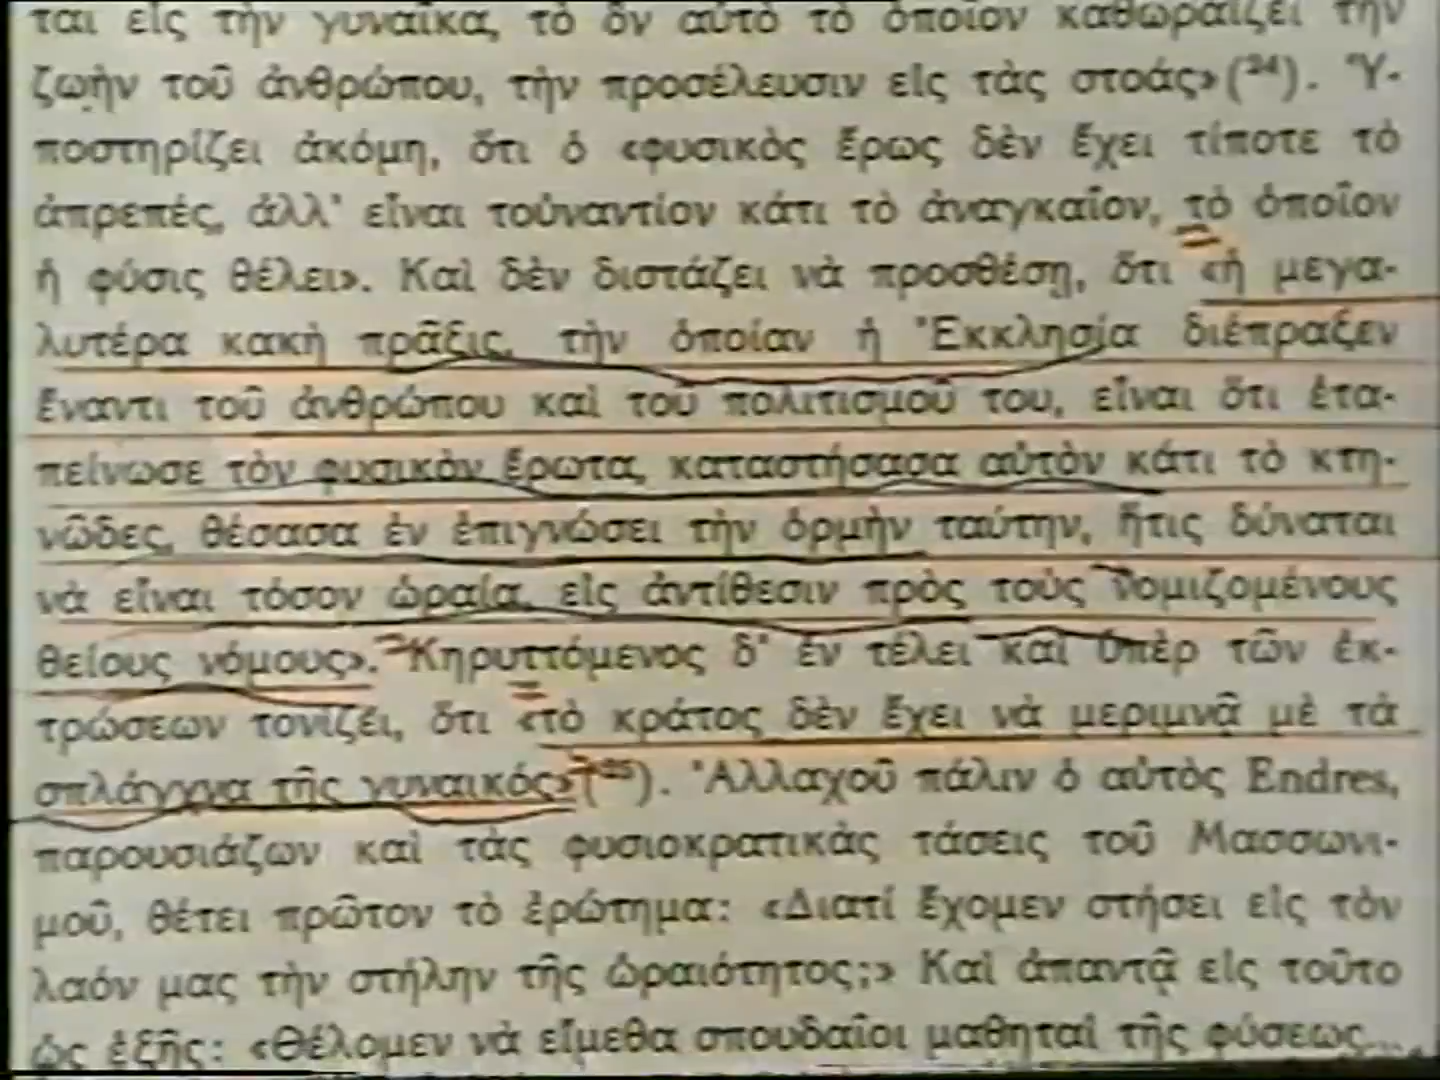 ται εἰς τὴν γυναῖκα, τὸ ὂν αὐτὸ τὸ ὁποῖον καθωραΐζει τὴν
ζωὴν τοῦ ἀνθρώπου, τὴν προσέλευσιν εἰς τὰς στοάς»(²⁴). Ὑ-
ποστηρίζει ἀκόμη, ὅτι ὁ «φυσικὸς ἔρως δὲν ἔχει τίποτε τὸ
ἀπρεπές, ἀλλ' εἶναι τοὐναντίον κάτι τὸ ἀναγκαῖον, τὸ ὁποῖον
ἡ φύσις θέλει». Καὶ δὲν διστάζει νὰ προσθέσῃ, ὅτι «ἡ μεγα-
λυτέρα κακὴ πρᾶξις, τὴν ὁποίαν ἡ Ἐκκλησία διέπραξεν
ἔναντι τοῦ ἀνθρώπου καὶ τοῦ πολιτισμοῦ του, εἶναι ὅτι ἐτα-
πείνωσε τὸν φυσικὸν ἔρωτα, καταστήσασα αὐτὸν κάτι τὸ κτη-
νῶδες, θέσασα ἐν ἐπιγνώσει τὴν ὁρμὴν ταύτην, ἥτις δύναται
νὰ εἶναι τόσον ὡραία, εἰς ἀντίθεσιν πρὸς τοὺς νομιζομένους
θείους νόμους». Κηρυττόμενος δ' ἐν τέλει καὶ ὑπὲρ τῶν ἐκ-
τρώσεων τονίζει, ὅτι «τὸ κράτος δὲν ἔχει νὰ μεριμνᾷ μὲ τὰ
σπλάγχνα τῆς γυναικός»(²⁵). Ἀλλαχοῦ πάλιν ὁ αὐτὸς Endres,
παρουσιάζων καὶ τὰς φυσιοκρατικὰς τάσεις τοῦ Μασσωνι-
μοῦ, θέτει πρῶτον τὸ ἐρώτημα: «Διατί ἔχομεν στήσει εἰς τὸν
λαόν μας τὴν στήλην τῆς ὡραιότητος;» Καὶ ἀπαντᾷ εἰς τοῦτο
ὡς ἑξῆς: «Θέλομεν νὰ εἴμεθα σπουδαῖοι μαθηταὶ τῆς φύσεως...